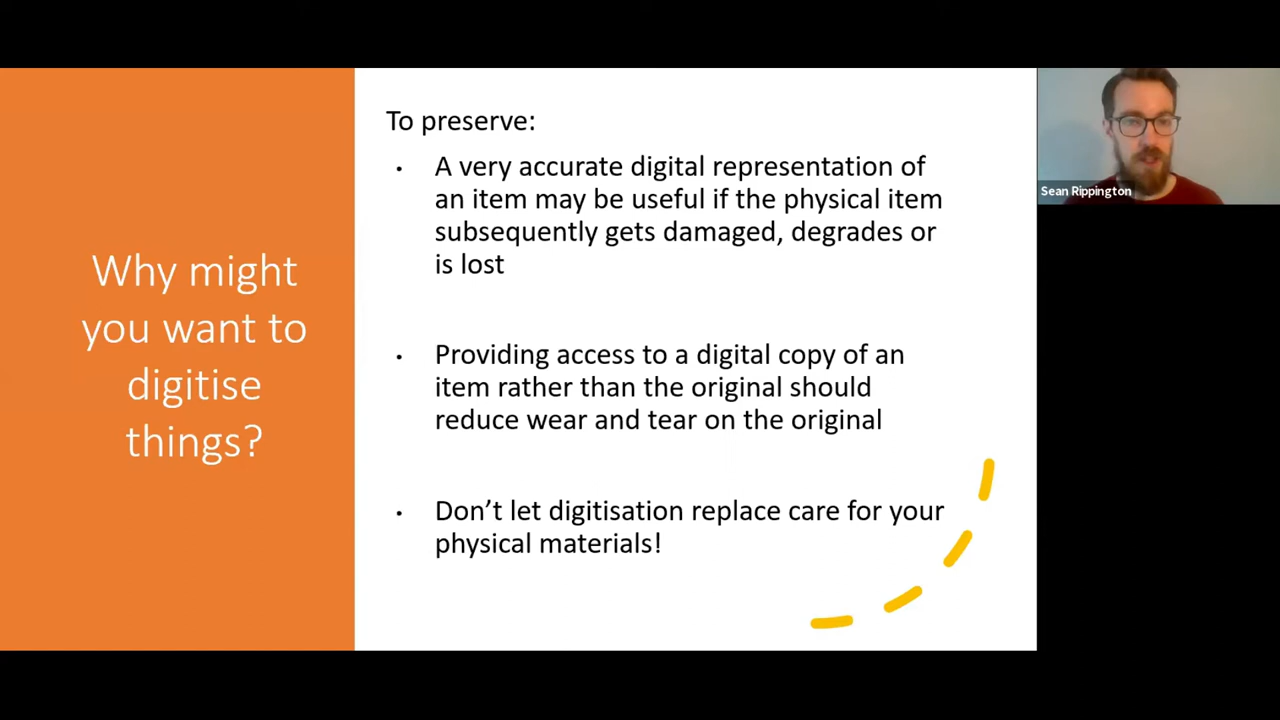 Why might
you want to
digitise
things?
To preserve:
• A very accurate digital representation of
an item may be useful if the physical item
subsequently gets damaged, degrades or
is lost
• Providing access to a digital copy of an
item rather than the original should
reduce wear and tear on the original
• Don’t let digitisation replace care for your
physical materials!
Sean Rippington